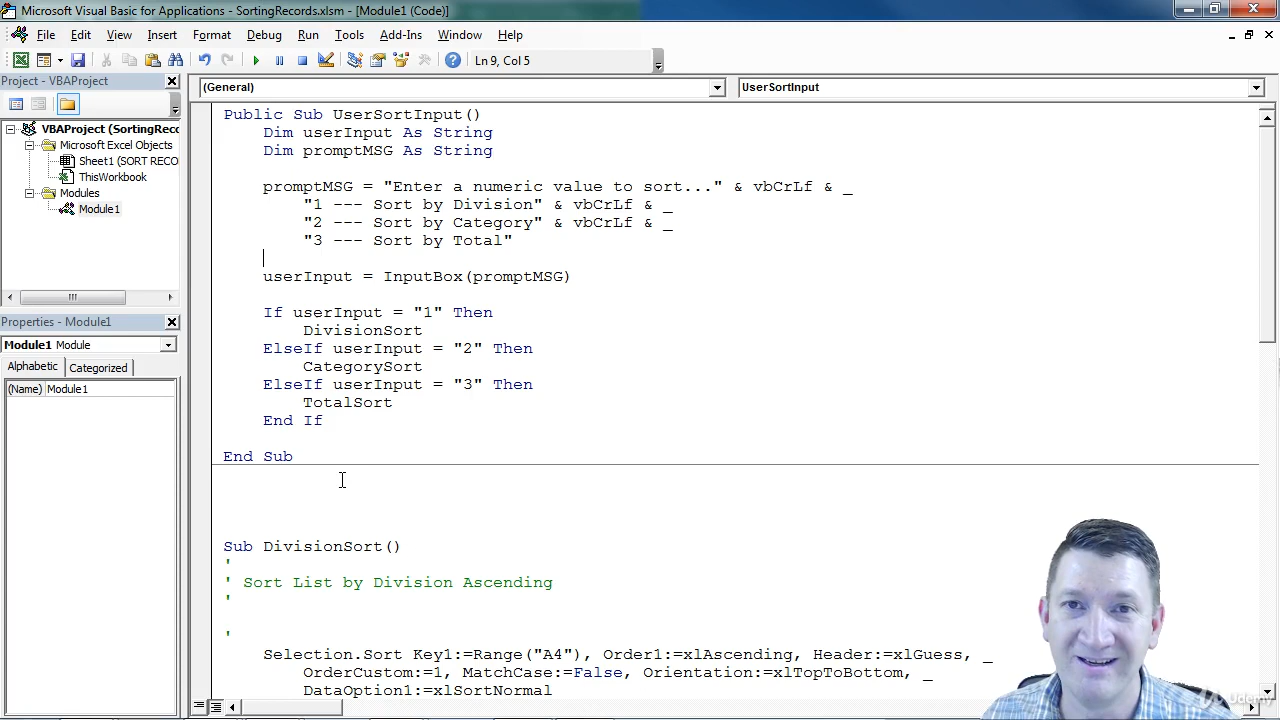 Microsoft Visual Basic for Applications - SortingRecords.xlsm - [Module1 (Code)]
File Edit View Insert Format Debug Run Tools Add-Ins Window Help
Ln 9, Col 5
Project - VBAProject
(General)
UserSortInput
VBAProject (SortingRecc
Microsoft Excel Objects
Sheet1 (SORT RECO
ThisWorkbook
Modules
Module1
Properties - Module1
Module1 Module
Alphabetic Categorized
(Name) Module1
Public Sub UserSortInput()
Dim userInput As String
Dim promptMSG As String
promptMSG = "Enter a numeric value to sort..." & vbCrLf & _
"1 --- Sort by Division" & vbCrLf & _
"2 --- Sort by Category" & vbCrLf & _
"3 --- Sort by Total"
userInput = InputBox(promptMSG)
If userInput = "1" Then
DivisionSort
ElseIf userInput = "2" Then
CategorySort
ElseIf userInput = "3" Then
TotalSort
End If
End Sub
Sub DivisionSort()
'
' Sort List by Division Ascending
'
'
Selection.Sort Key1:=Range("A4"), Order1:=xlAscending, Header:=xlGuess, _
OrderCustom:=1, MatchCase:=False, Orientation:=xlTopToBottom, _
DataOption1:=xlSortNormal
Udemy